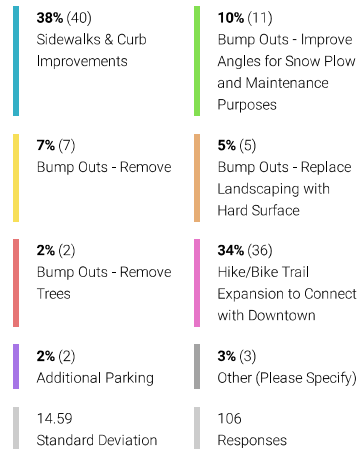 38% (40)
Sidewalks & Curb
Improvements
10% (11)
Bump Outs - Improve
Angles for Snow Plow
and Maintenance
Purposes
7% (7)
Bump Outs - Remove
5% (5)
Bump Outs - Replace
Landscaping with
Hard Surface
2% (2)
Bump Outs - Remove
Trees
34% (36)
Hike/Bike Trail
Expansion to Connect
with Downtown
2% (2)
Additional Parking
3% (3)
Other (Please Specify)
14.59
Standard Deviation
106
Responses